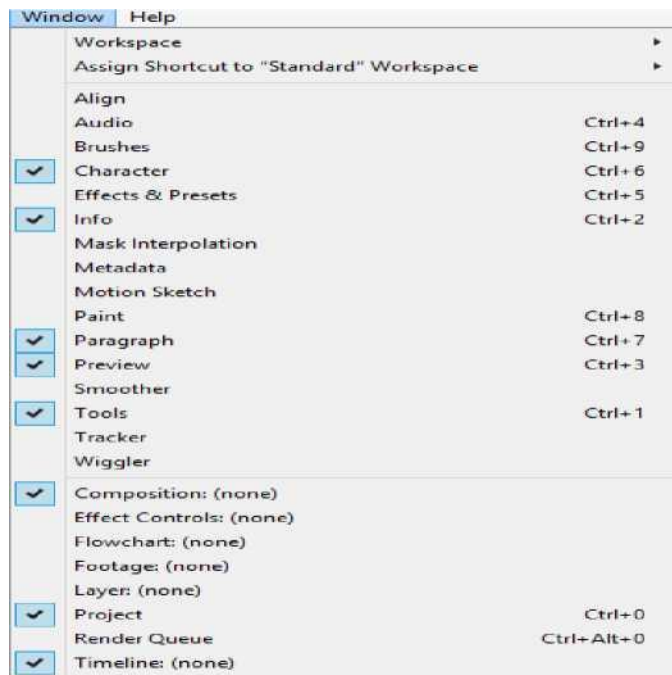 Window Help
Workspace
Assign Shortcut to "Standard" Workspace
Align
Audio Ctrl+4
Brushes Ctrl+9
Character Ctrl+6
Effects & Presets Ctrl+5
Info Ctrl+2
Mask Interpolation
Metadata
Motion Sketch
Paint Ctrl+8
Paragraph Ctrl+7
Preview Ctrl+3
Smoother
Tools Ctrl+1
Tracker
Wiggler
Composition: (none)
Effect Controls: (none)
Flowchart: (none)
Footage: (none)
Layer: (none)
Project Ctrl+0
Render Queue Ctrl+Alt+0
Timeline: (none)